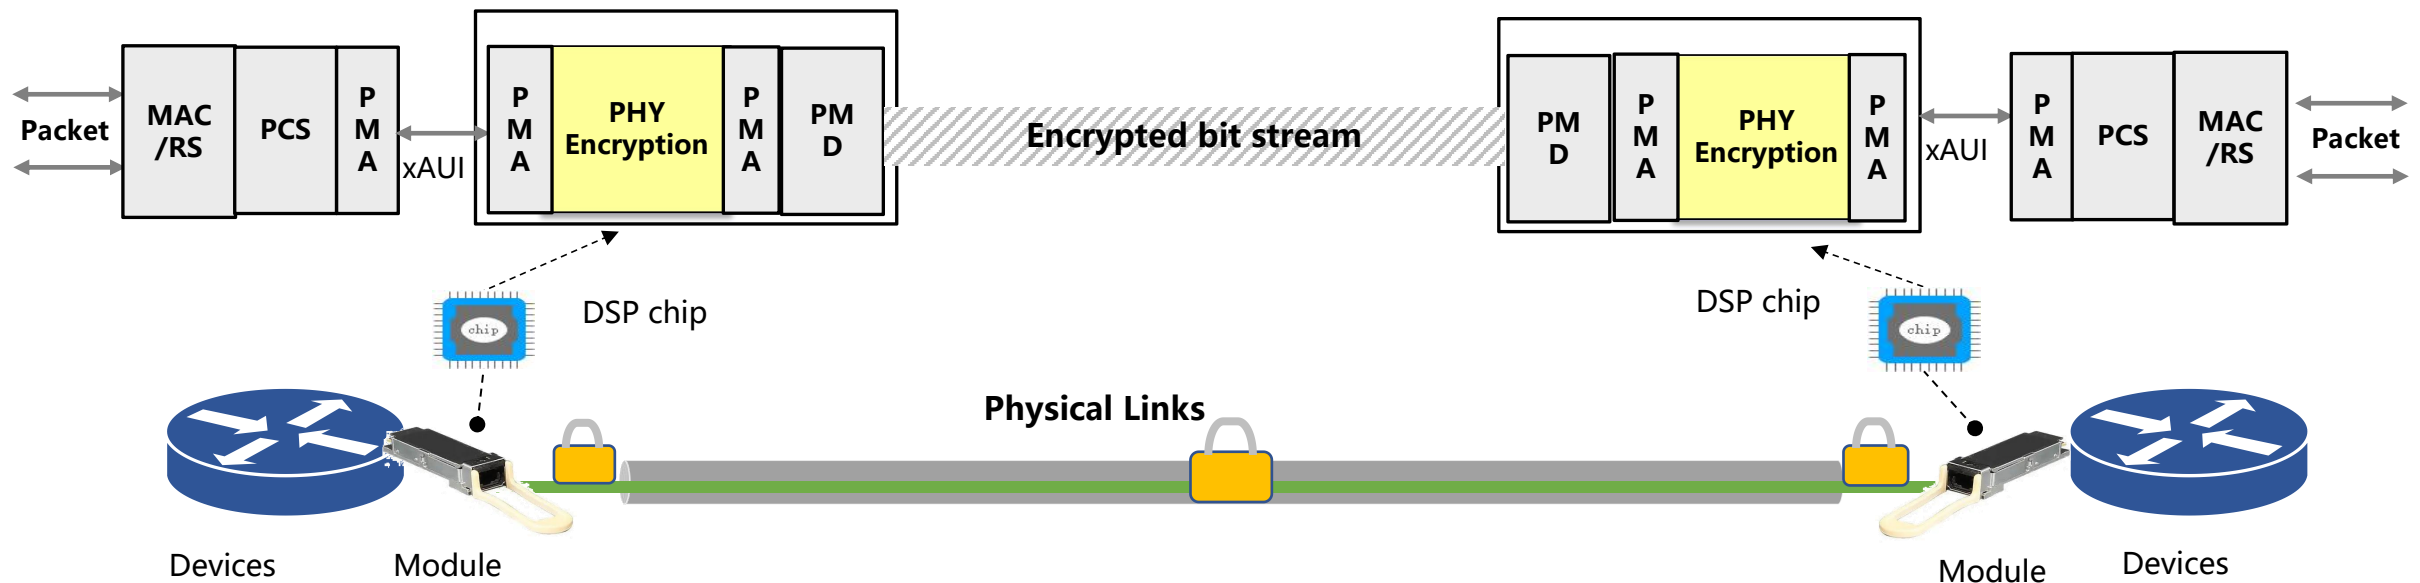 Packet
MAC
/RS
PCS
P
M
A
xAUI
P
M
A
PHY
Encryption
P
M
A
PM
D
Encrypted bit stream
PM
D
P
M
A
PHY
Encryption
P
M
A
xAUI
P
M
A
PCS
MAC
/RS
Packet
chip
DSP chip
DSP chip
chip
Physical Links
Devices
Module
Module
Devices